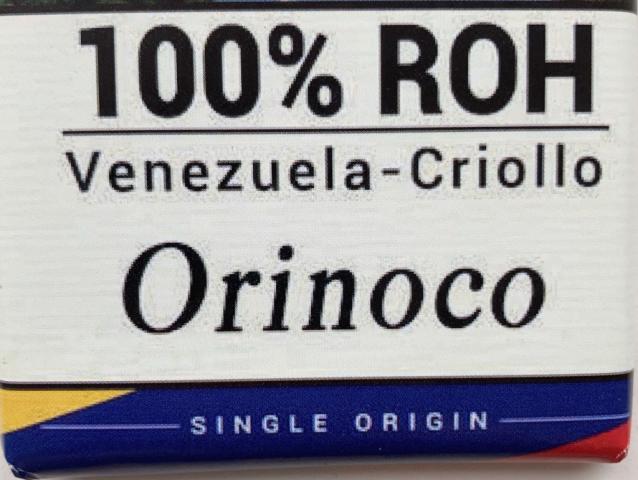 100% ROH
Venezuela-Criollo
Orinoco
SINGLE ORIGIN